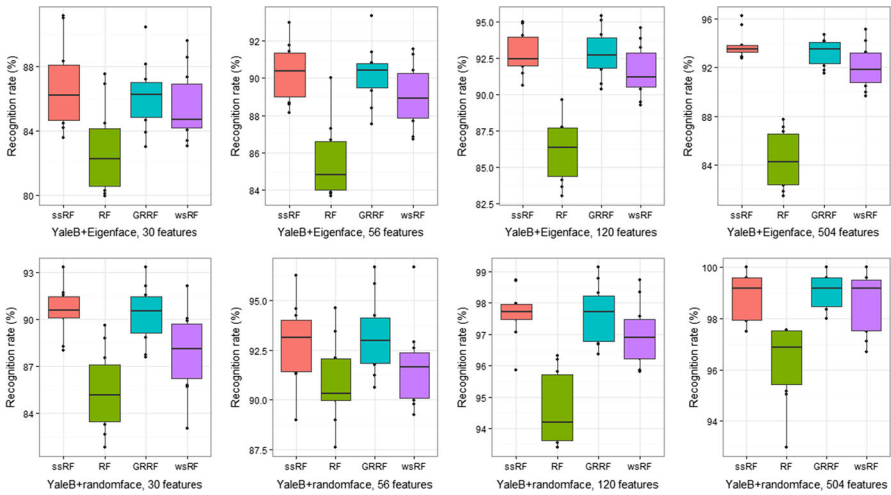 Recognition rate (%)
88
84
80
ssRF RF GRRF wsRF
YaleB+Eigenface, 30 features
Recognition rate (%)
92
90
88
86
84
ssRF RF GRRF wsRF
YaleB+Eigenface, 56 features
Recognition rate (%)
95.0
92.5
90.0
87.5
85.0
82.5
ssRF RF GRRF wsRF
YaleB+Eigenface, 120 features
Recognition rate (%)
96
92
88
84
ssRF RF GRRF wsRF
YaleB+Eigenface, 504 features
Recognition rate (%)
93
90
87
84
ssRF RF GRRF wsRF
YaleB+randomface, 30 features
Recognition rate (%)
95.0
92.5
90.0
87.5
ssRF RF GRRF wsRF
YaleB+randomface, 56 features
Recognition rate (%)
99
98
97
96
95
94
ssRF RF GRRF wsRF
YaleB+randomface, 120 features
Recognition rate (%)
100
98
96
94
ssRF RF GRRF wsRF
YaleB+randomface, 504 features